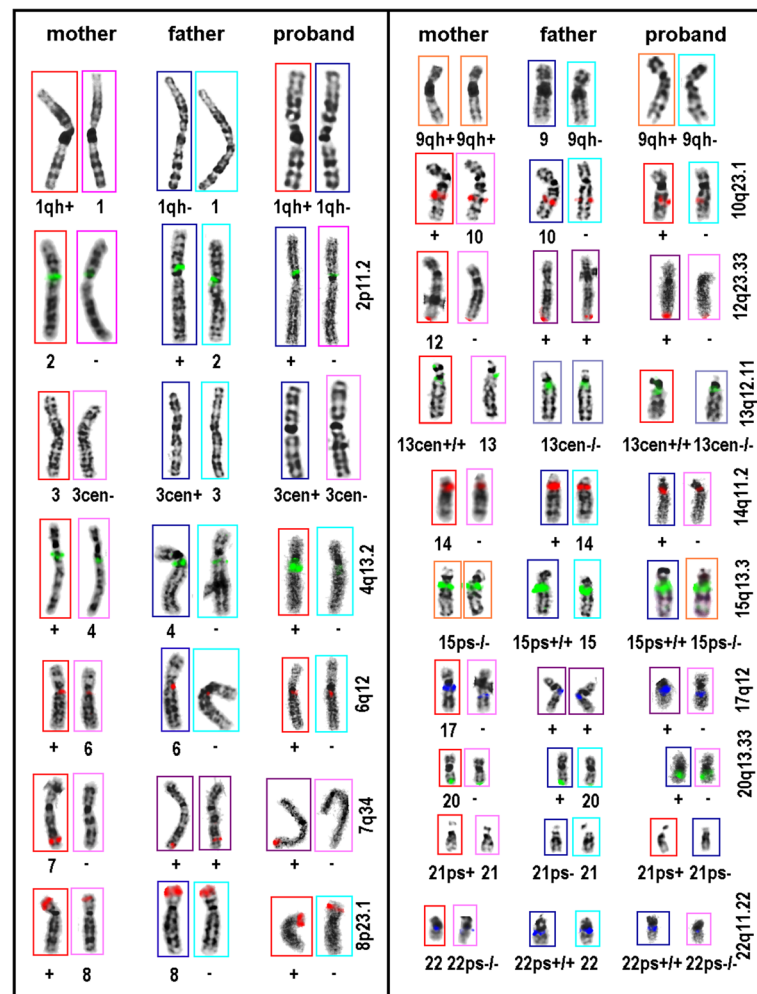 mother father proband
1qh+ 1 1qh- 1 1qh+ 1qh-
2p11.2
2 - + 2 + -
3 3cen- 3cen+ 3 3cen+ 3cen-
4q13.2
+ 4 4 - + -
6q12
+ 6 6 - + -
7q34
7 - + + + -
8p23.1
+ 8 8 - + -
mother father proband
9qh+ 9qh+ 9 9qh- 9qh+ 9qh-
10q23.1
+ 10 10 - + -
12q23.33
12 - + + + -
13q12.11
13cen+/+ 13 13cen-/- 13cen+/+ 13cen-/-
14q11.2
14 - + 14 + -
15q13.3
15ps-/- 15ps+/+ 15 15ps+/+ 15ps-/-
17q12
17 - + + + -
20q13.33
20 - + 20 + -
21ps+ 21 21ps- 21 21ps+ 21ps-
22q11.22
22 22ps-/- 22ps+/+ 22 22ps+/+ 22ps-/-